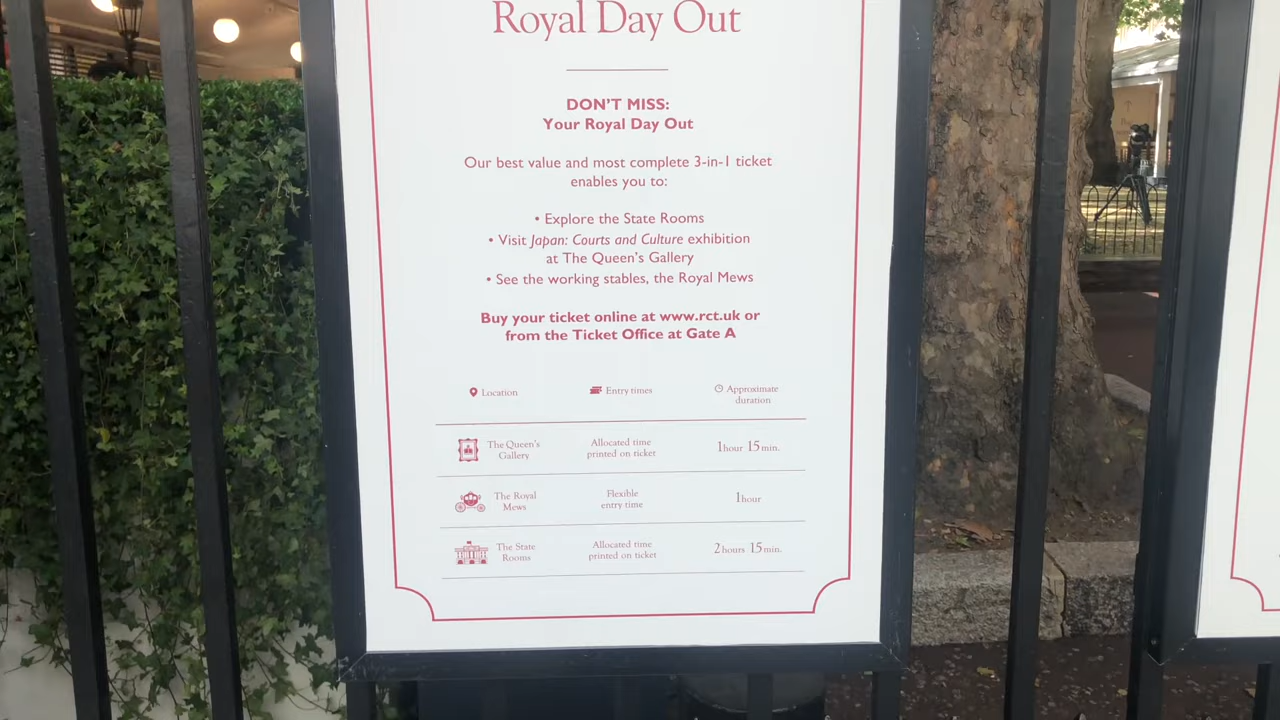 Royal Day Out
DON'T MISS:
Your Royal Day Out
Our best value and most complete 3-in-1 ticket
enables you to:
• Explore the State Rooms
• Visit Japan: Courts and Culture exhibition
at The Queen's Gallery
• See the working stables, the Royal Mews
Buy your ticket online at www.rct.uk or
from the Ticket Office at Gate A
Location Entry times Approximate
duration
The Queen's
Gallery
Allocated time
printed on ticket
1 hour 15 min.
The Royal
Mews
Flexible
entry time
1 hour
The State
Rooms
Allocated time
printed on ticket
2 hours 15 min.